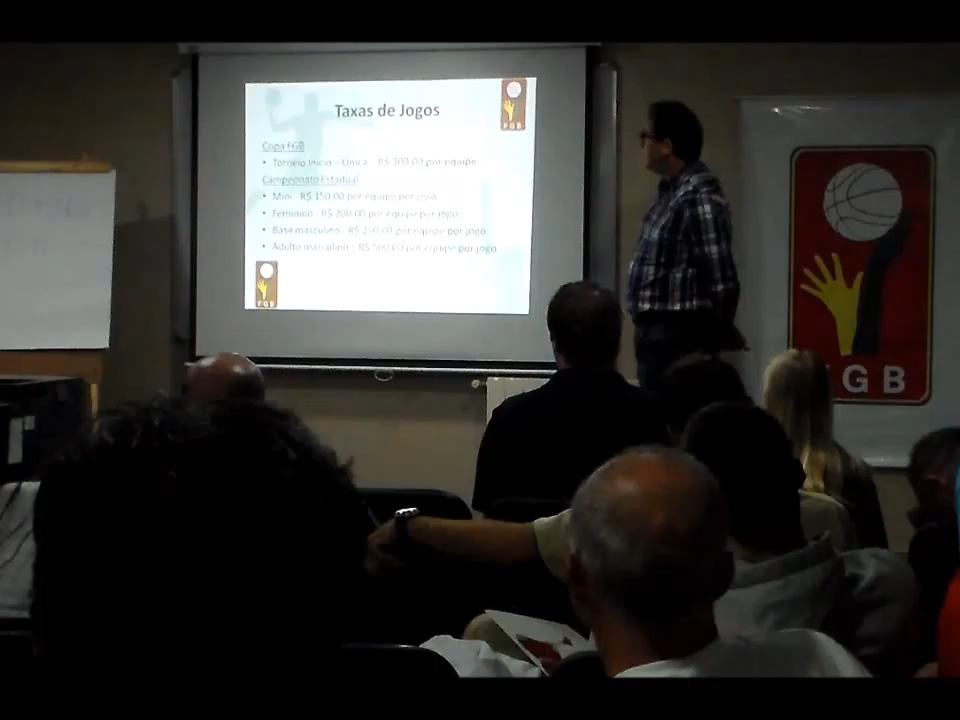 Taxas de Jogos
FGB
Copa FGB
• Torneio Início – Única - R$ 300,00 por equipe
Campeonato Estadual
• Mini - R$ 150,00 por equipe por jogo
• Feminino - R$ 200,00 por equipe por jogo
• Base masculino - R$ 250,00 por equipe por jogo
• Adulto masculino - R$ 500,00 por equipe por jogo
FGB
GB